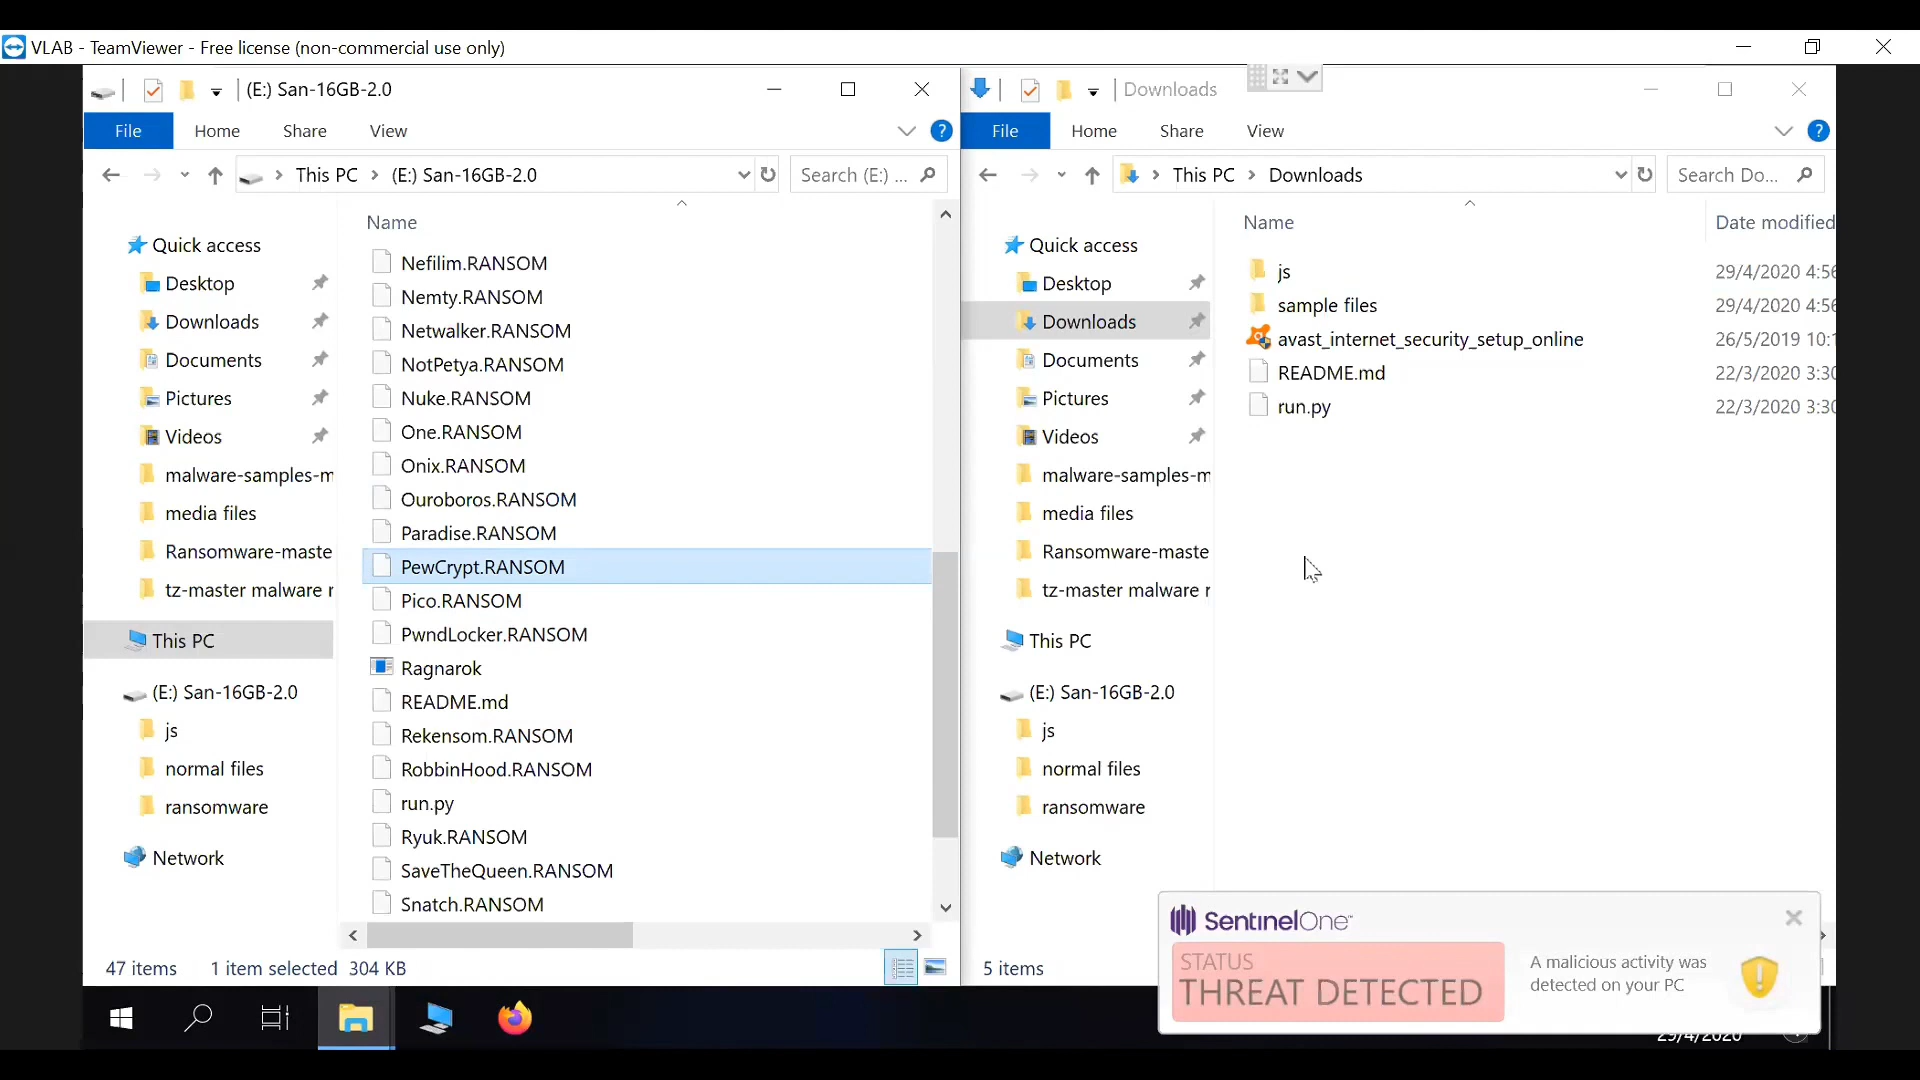 VLAB - TeamViewer - Free license (non-commercial use only)
(E:) San-16GB-2.0
File
Home
Share
View
This PC
(E:) San-16GB-2.0
Search (E:) ...
Name
Quick access
Desktop
Downloads
Documents
Pictures
Videos
malware-samples-m
media files
Ransomware-maste
tz-master malware r
This PC
(E:) San-16GB-2.0
js
normal files
ransomware
Network
Nefilim.RANSOM
Nemty.RANSOM
Netwalker.RANSOM
NotPetya.RANSOM
Nuke.RANSOM
One.RANSOM
Onix.RANSOM
Ouroboros.RANSOM
Paradise.RANSOM
PewCrypt.RANSOM
Pico.RANSOM
PwndLocker.RANSOM
Ragnarok
README.md
Rekensom.RANSOM
RobbinHood.RANSOM
run.py
Ryuk.RANSOM
SaveTheQueen.RANSOM
Snatch.RANSOM
47 items 1 item selected 304 KB
Downloads
File
Home
Share
View
This PC
Downloads
Search Do...
Name
Date modified
Quick access
Desktop
Downloads
Documents
Pictures
Videos
malware-samples-m
media files
Ransomware-maste
tz-master malware r
This PC
(E:) San-16GB-2.0
js
normal files
ransomware
Network
js 29/4/2020 4:56
sample files 29/4/2020 4:56
avast_internet_security_setup_online 26/5/2019 10:1
README.md 22/3/2020 3:30
run.py 22/3/2020 3:30
5 items
SentinelOne
STATUS
THREAT DETECTED
A malicious activity was
detected on your PC
29/4/2020